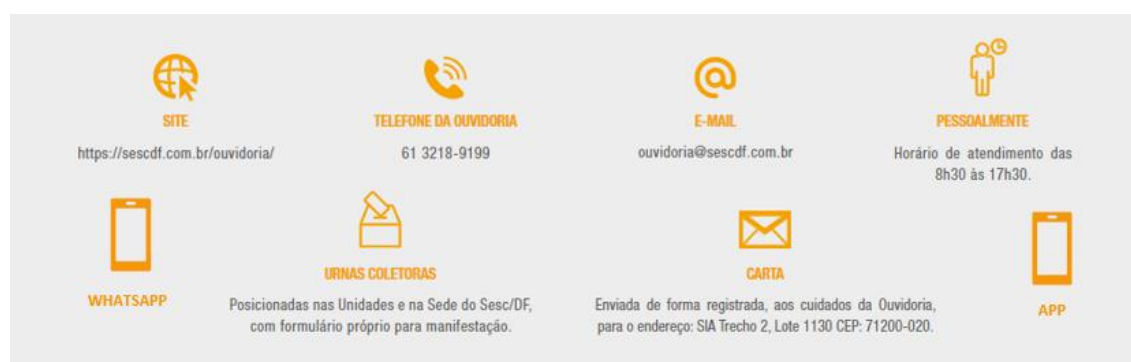 SITE
https://sescdf.com.br/ouvidoria/
TELEFONE DA OUVIDORIA
61 3218-9199
E-MAIL
ouvidoria@sescdf.com.br
PESSOALMENTE
Horário de atendimento das
8h30 às 17h30.
WHATSAPP
URNAS COLETORAS
Posicionadas nas Unidades e na Sede do Sesc/DF,
com formulário próprio para manifestação.
CARTA
Enviada de forma registrada, aos cuidados da Ouvidoria,
para o endereço: SIA Trecho 2, Lote 1130 CEP: 71200-020.
APP